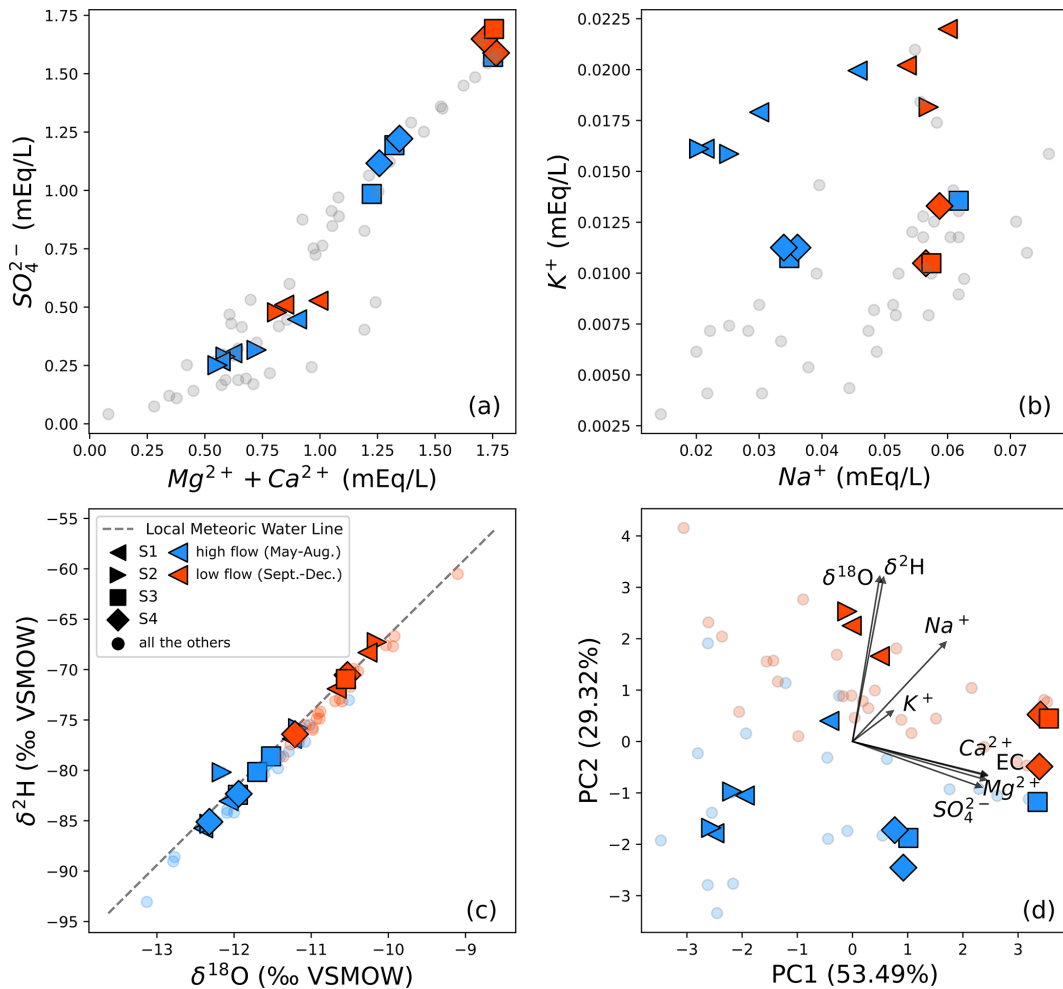 1.75
1.50
1.25
1.00
0.75
0.50
0.25
0.00
SO₄²⁻ (mEq/L)
0.00 0.25 0.50 0.75 1.00 1.25 1.50 1.75
Mg²⁺ + Ca²⁺ (mEq/L)
(a)
0.0225
0.0200
0.0175
0.0150
0.0125
0.0100
0.0075
0.0050
0.0025
K⁺ (mEq/L)
0.02 0.03 0.04 0.05 0.06 0.07
Na⁺ (mEq/L)
(b)
−55
−60
−65
−70
−75
−80
−85
−90
−95
δ²H (‰ VSMOW)
Local Meteoric Water Line
S1 high flow (May-Aug.)
S2 low flow (Sept.-Dec.)
S3
S4
all the others
−13 −12 −11 −10 −9
δ¹⁸O (‰ VSMOW)
(c)
4
3
2
1
0
−1
−2
−3
PC2 (29.32%)
δ¹⁸O δ²H
Na⁺
K⁺
Ca²⁺
EC
Mg²⁺
SO₄²⁻
−3 −2 −1 0 1 2 3
PC1 (53.49%)
(d)